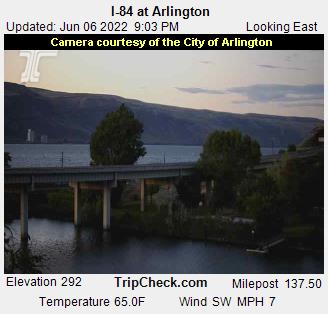 I-84 at Arlington
Updated: Jun 06 2022 9:03 PM Looking East
Camera courtesy of the City of Arlington
Elevation 292 TripCheck.com Milepost 137.50
Temperature 65.0F Wind SW MPH 7